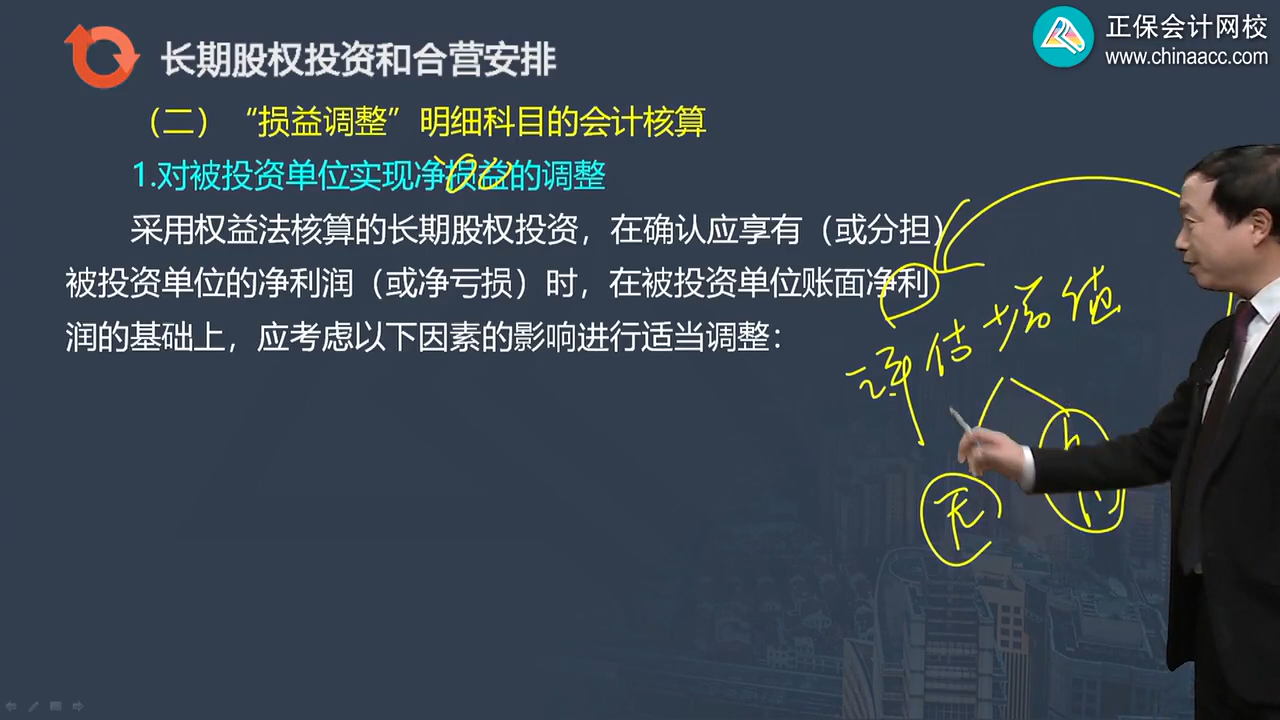 长期股权投资和合营安排
正保会计网校
www.chinaacc.com
（二）“损益调整”明细科目的会计核算
1.对被投资单位实现净损益的调整
采用权益法核算的长期股权投资，在确认应享有（或分担）
被投资单位的净利润（或净亏损）时，在被投资单位账面净利
润的基础上，应考虑以下因素的影响进行适当调整：
评估增值
无